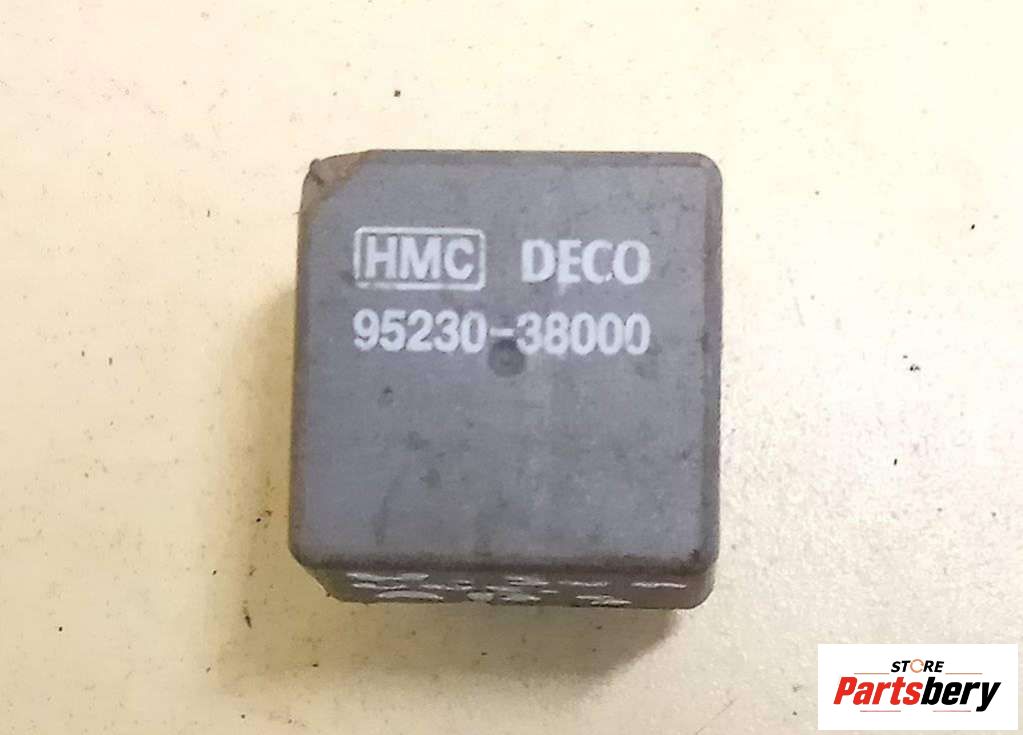 HMC DECO
95230-38000
STORE
Partsbery